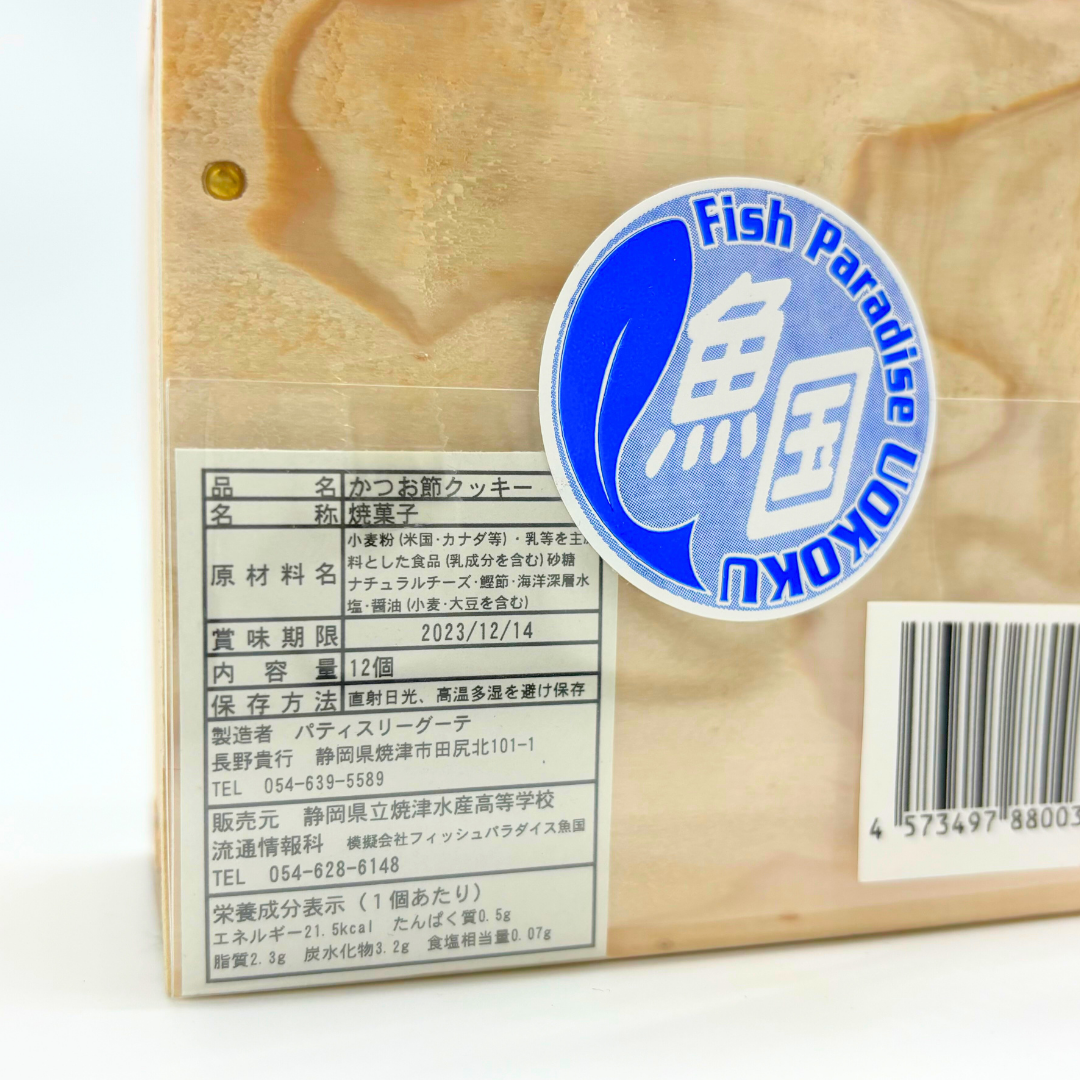 Fish Paradise UOKOKU
魚国
品名 かつお節クッキー
名称 焼菓子
原材料名 小麦粉(米国・カナダ等)・乳等を主
料とした食品(乳成分を含む)砂糖
ナチュラルチーズ・鰹節・海洋深層水
塩・醤油(小麦・大豆を含む)
賞味期限 2023/12/14
内容量 12個
保存方法 直射日光、高温多湿を避け保存
製造者 パティスリーグーテ
長野貴行 静岡県焼津市田尻北101-1
TEL 054-639-5589
販売元 静岡県立焼津水産高等学校
流通情報科 模擬会社フィッシュパラダイス魚国
TEL 054-628-6148
栄養成分表示(1個あたり)
エネルギー21.5kcal たんぱく質0.5g
脂質2.3g 炭水化物3.2g 食塩相当量0.07g
4 573497 88003